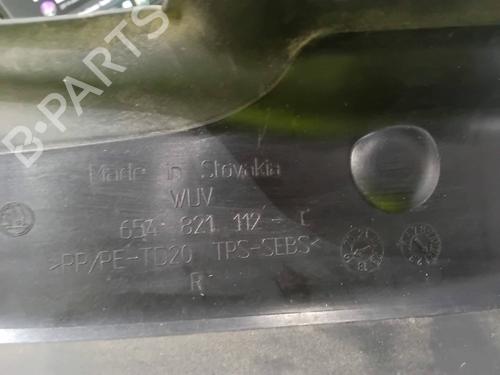 B-PARTS
Made in Slovakia
WUV
654 821 112 - C
>PP/PE-TD20 TPS-SEBS<
R